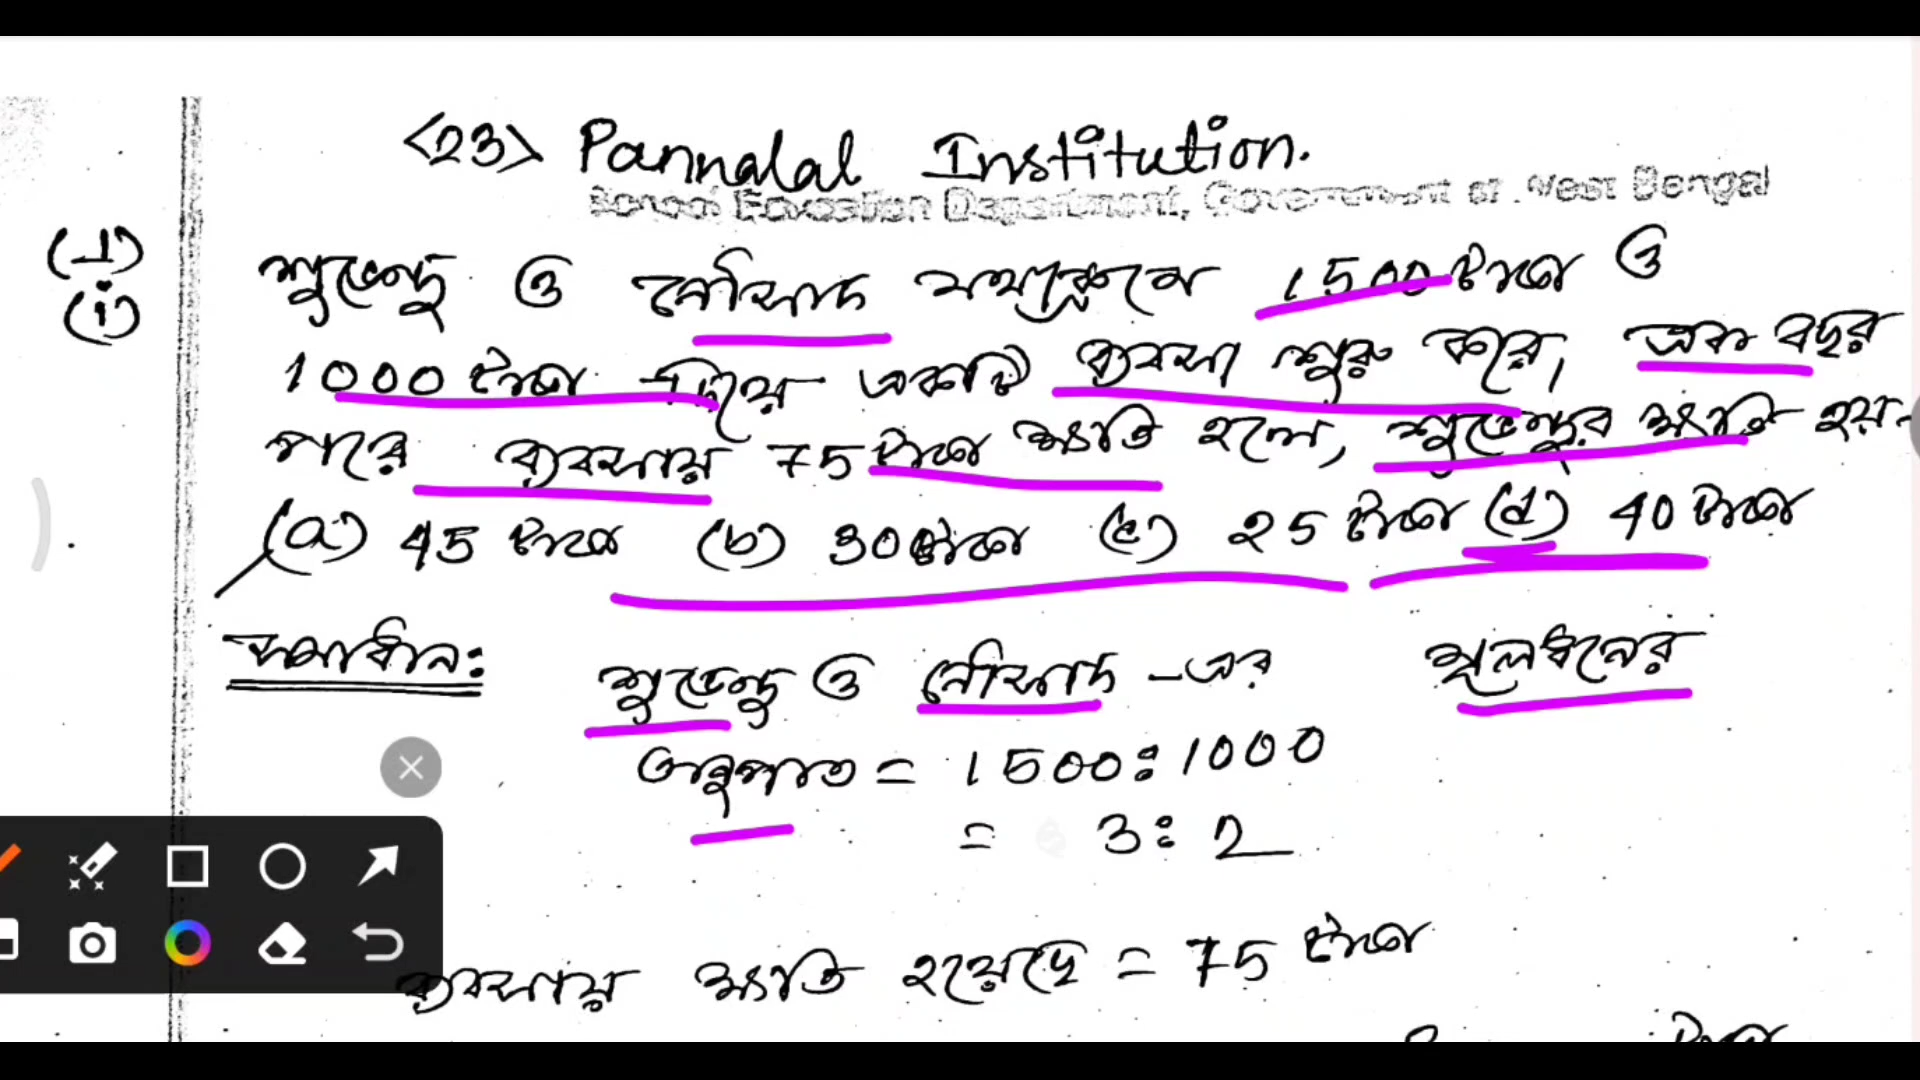 <23> Pannalal Institution.
School Education Department, Government of West Bengal
(1)
(i)
শুভেন্দু ও নৌসাদ যথাক্রমে 1500 টাকা ও
1000 টাকা দিয়ে একটি ব্যবসা শুরু করে, এক বছর
পরে ব্যবসায় 75 টাকা ক্ষতি হলে, শুভেন্দুর ক্ষতি হয়-
(a) 45 টাকা (b) 30 টাকা (c) 25 টাকা (d) 40 টাকা
সমাধান: শুভেন্দু ও নৌসাদ -এর মূলধনের
অনুপাত = 1500:1000
= 3:2
ব্যবসায় ক্ষতি হয়েছে = 75 টাকা